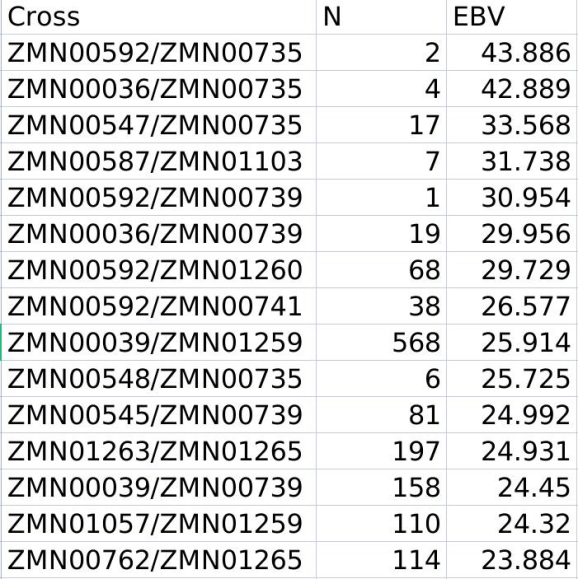 Cross N EBV
ZMN00592/ZMN00735 2 43.886
ZMN00036/ZMN00735 4 42.889
ZMN00547/ZMN00735 17 33.568
ZMN00587/ZMN01103 7 31.738
ZMN00592/ZMN00739 1 30.954
ZMN00036/ZMN00739 19 29.956
ZMN00592/ZMN01260 68 29.729
ZMN00592/ZMN00741 38 26.577
ZMN00039/ZMN01259 568 25.914
ZMN00548/ZMN00735 6 25.725
ZMN00545/ZMN00739 81 24.992
ZMN01263/ZMN01265 197 24.931
ZMN00039/ZMN00739 158 24.45
ZMN01057/ZMN01259 110 24.32
ZMN00762/ZMN01265 114 23.884